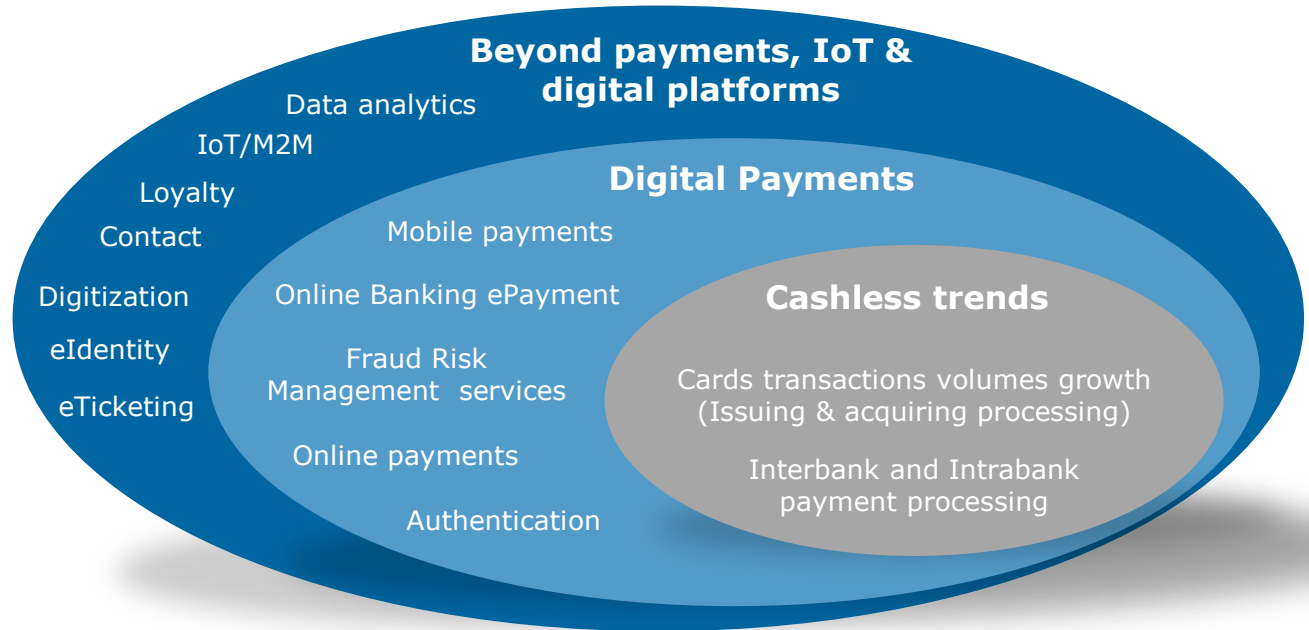 Beyond payments, IoT &
digital platforms
Data analytics
IoT/M2M
Loyalty
Contact
Digitization
eIdentity
eTicketing
Digital Payments
Mobile payments
Online Banking ePayment
Fraud Risk
Management  services
Online payments
Authentication
Cashless trends
Cards transactions volumes growth
(Issuing & acquiring processing)
Interbank and Intrabank
payment processing